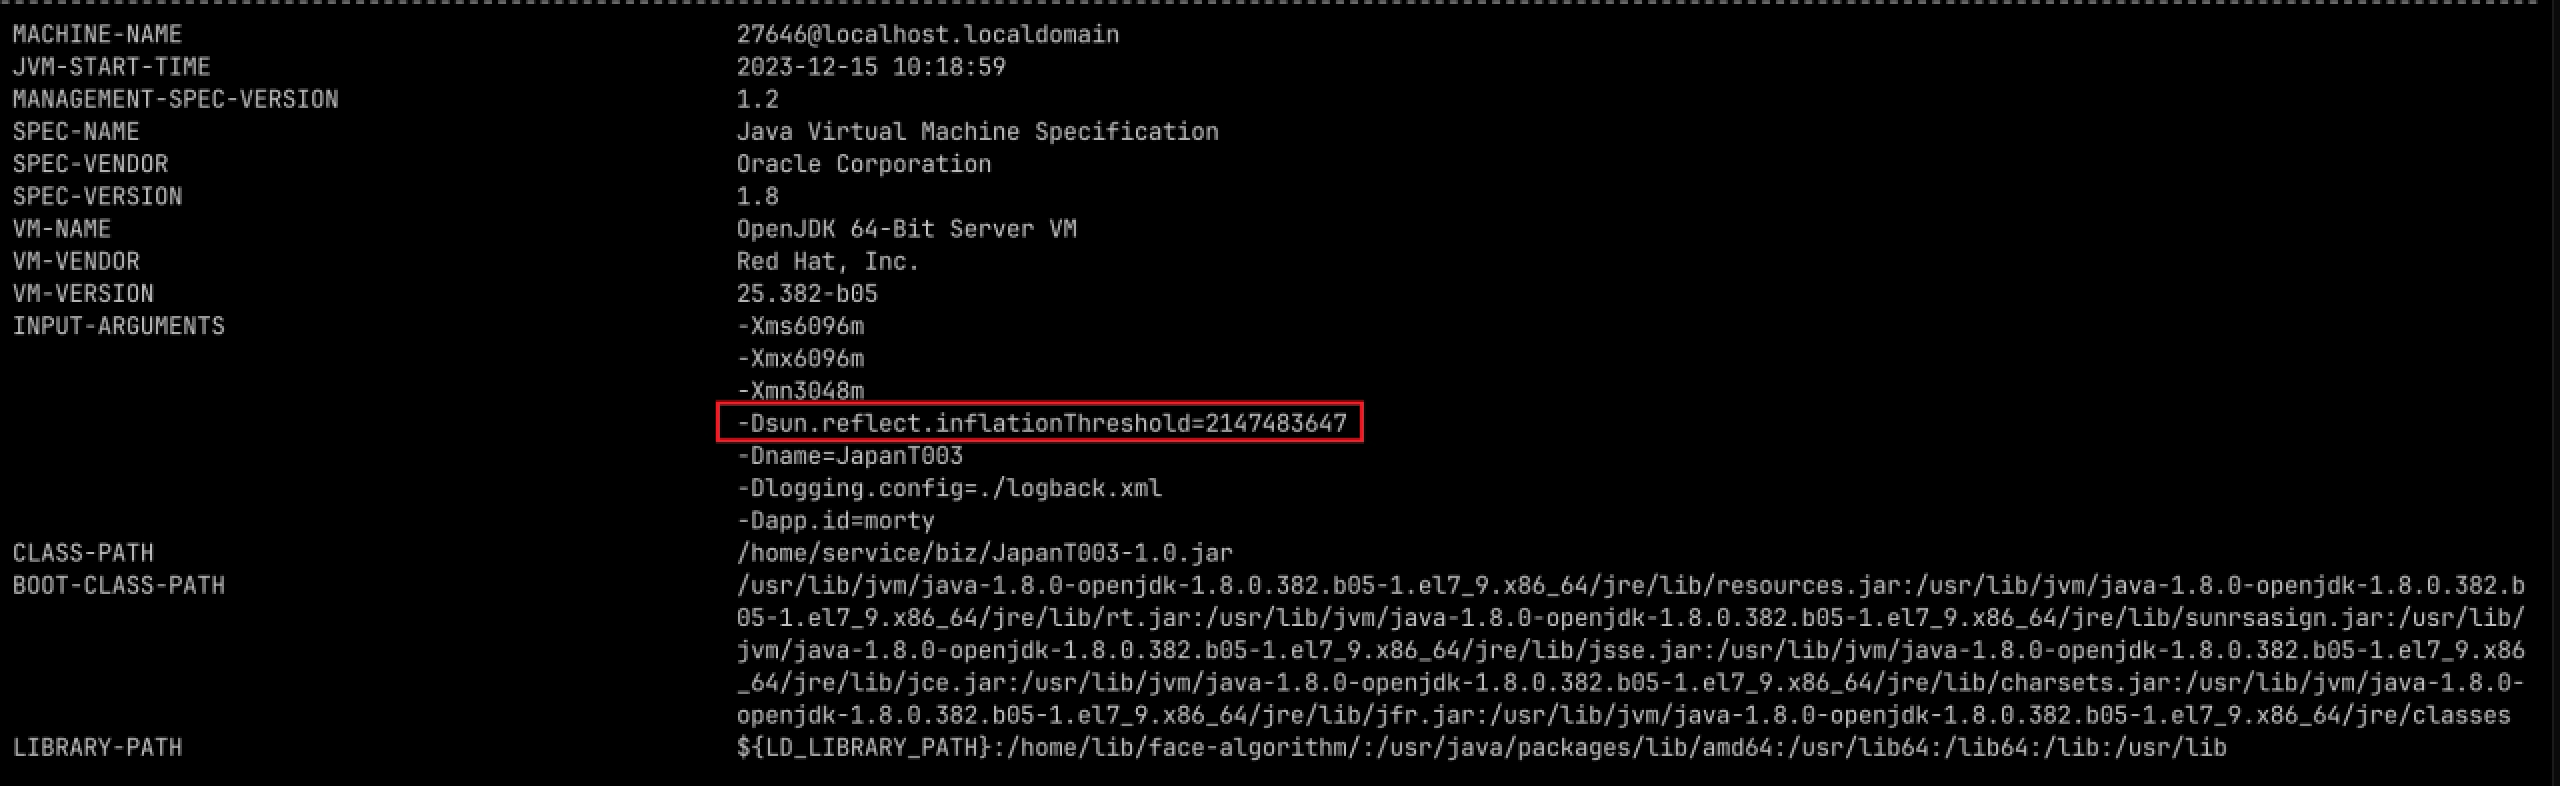 MACHINE-NAME 27646@localhost.localdomain
JVM-START-TIME 2023-12-15 10:18:59
MANAGEMENT-SPEC-VERSION 1.2
SPEC-NAME Java Virtual Machine Specification
SPEC-VENDOR Oracle Corporation
SPEC-VERSION 1.8
VM-NAME OpenJDK 64-Bit Server VM
VM-VENDOR Red Hat, Inc.
VM-VERSION 25.382-b05
INPUT-ARGUMENTS -Xms6096m
-Xmx6096m
-Xmn3048m
-Dsun.reflect.inflationThreshold=2147483647
-Dname=JapanT003
-Dlogging.config=./logback.xml
-Dapp.id=morty
CLASS-PATH /home/service/biz/JapanT003-1.0.jar
BOOT-CLASS-PATH /usr/lib/jvm/java-1.8.0-openjdk-1.8.0.382.b05-1.el7_9.x86_64/jre/lib/resources.jar:/usr/lib/jvm/java-1.8.0-openjdk-1.8.0.382.b
05-1.el7_9.x86_64/jre/lib/rt.jar:/usr/lib/jvm/java-1.8.0-openjdk-1.8.0.382.b05-1.el7_9.x86_64/jre/lib/sunrsasign.jar:/usr/lib/
jvm/java-1.8.0-openjdk-1.8.0.382.b05-1.el7_9.x86_64/jre/lib/jsse.jar:/usr/lib/jvm/java-1.8.0-openjdk-1.8.0.382.b05-1.el7_9.x86
_64/jre/lib/jce.jar:/usr/lib/jvm/java-1.8.0-openjdk-1.8.0.382.b05-1.el7_9.x86_64/jre/lib/charsets.jar:/usr/lib/jvm/java-1.8.0-
openjdk-1.8.0.382.b05-1.el7_9.x86_64/jre/lib/jfr.jar:/usr/lib/jvm/java-1.8.0-openjdk-1.8.0.382.b05-1.el7_9.x86_64/jre/classes
LIBRARY-PATH ${LD_LIBRARY_PATH}:/home/lib/face-algorithm/:/usr/java/packages/lib/amd64:/usr/lib64:/lib64:/lib:/usr/lib